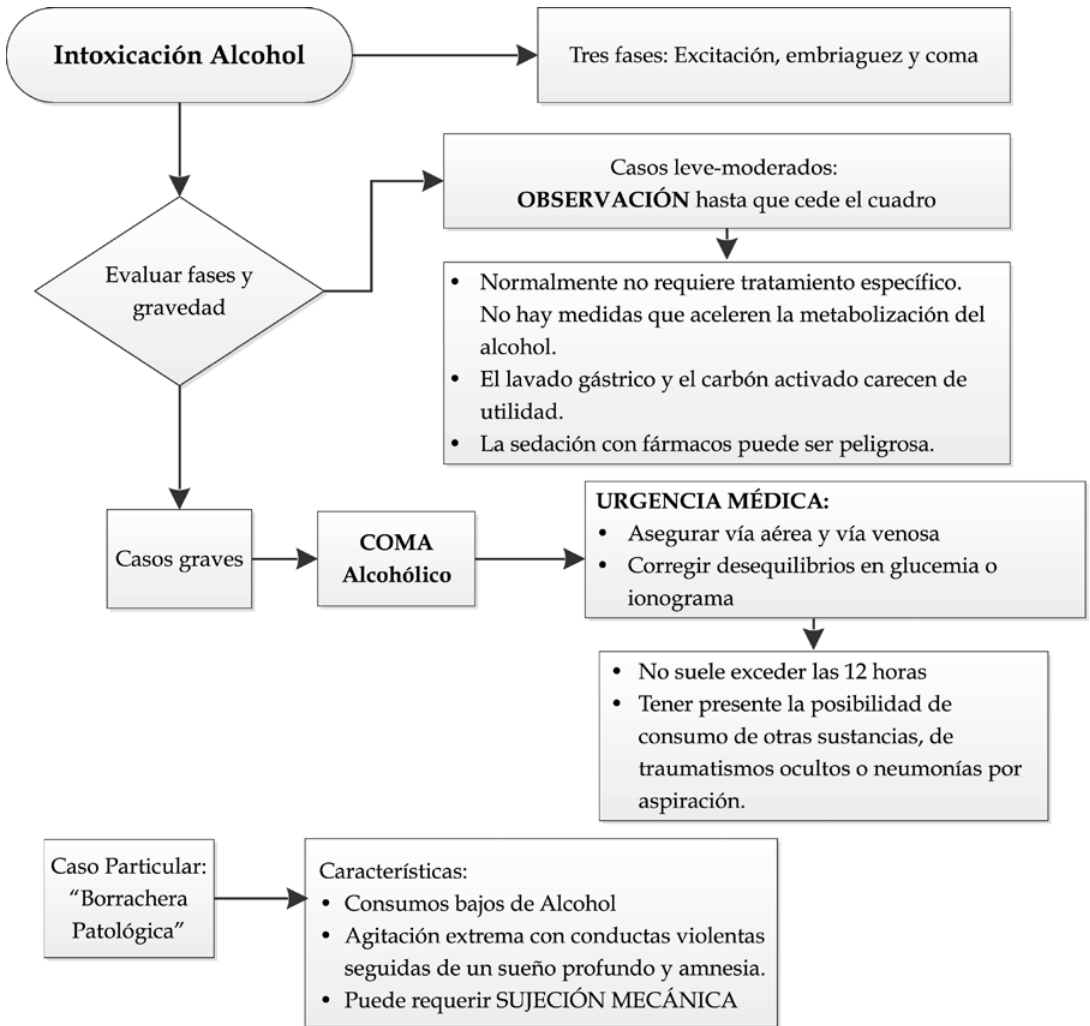 Intoxicación Alcohol
Tres fases: Excitación, embriaguez y coma
Casos leve-moderados:
OBSERVACIÓN hasta que cede el cuadro
Evaluar fases y
gravedad
• Normalmente no requiere tratamiento específico.
No hay medidas que aceleren la metabolización del
alcohol.
• El lavado gástrico y el carbón activado carecen de
utilidad.
• La sedación con fármacos puede ser peligrosa.
Casos graves
COMA
Alcohólico
URGENCIA MÉDICA:
• Asegurar vía aérea y vía venosa
• Corregir desequilibrios en glucemia o
ionograma
• No suele exceder las 12 horas
• Tener presente la posibilidad de
consumo de otras sustancias, de
traumatismos ocultos o neumonías por
aspiración.
Caso Particular:
“Borrachera
Patológica”
Características:
• Consumos bajos de Alcohol
• Agitación extrema con conductas violentas
seguidas de un sueño profundo y amnesia.
• Puede requerir SUJECIÓN MECÁNICA